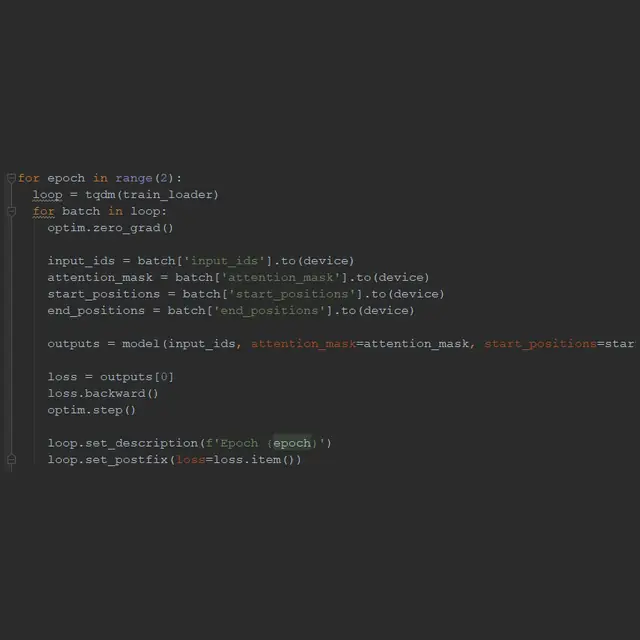 for epoch in range(2):
loop = tqdm(train_loader)
for batch in loop:
optim.zero_grad()
input_ids = batch['input_ids'].to(device)
attention_mask = batch['attention_mask'].to(device)
start_positions = batch['start_positions'].to(device)
end_positions = batch['end_positions'].to(device)
outputs = model(input_ids, attention_mask=attention_mask, start_positions=star
loss = outputs[0]
loss.backward()
optim.step()
loop.set_description(f'Epoch {epoch}')
loop.set_postfix(loss=loss.item())